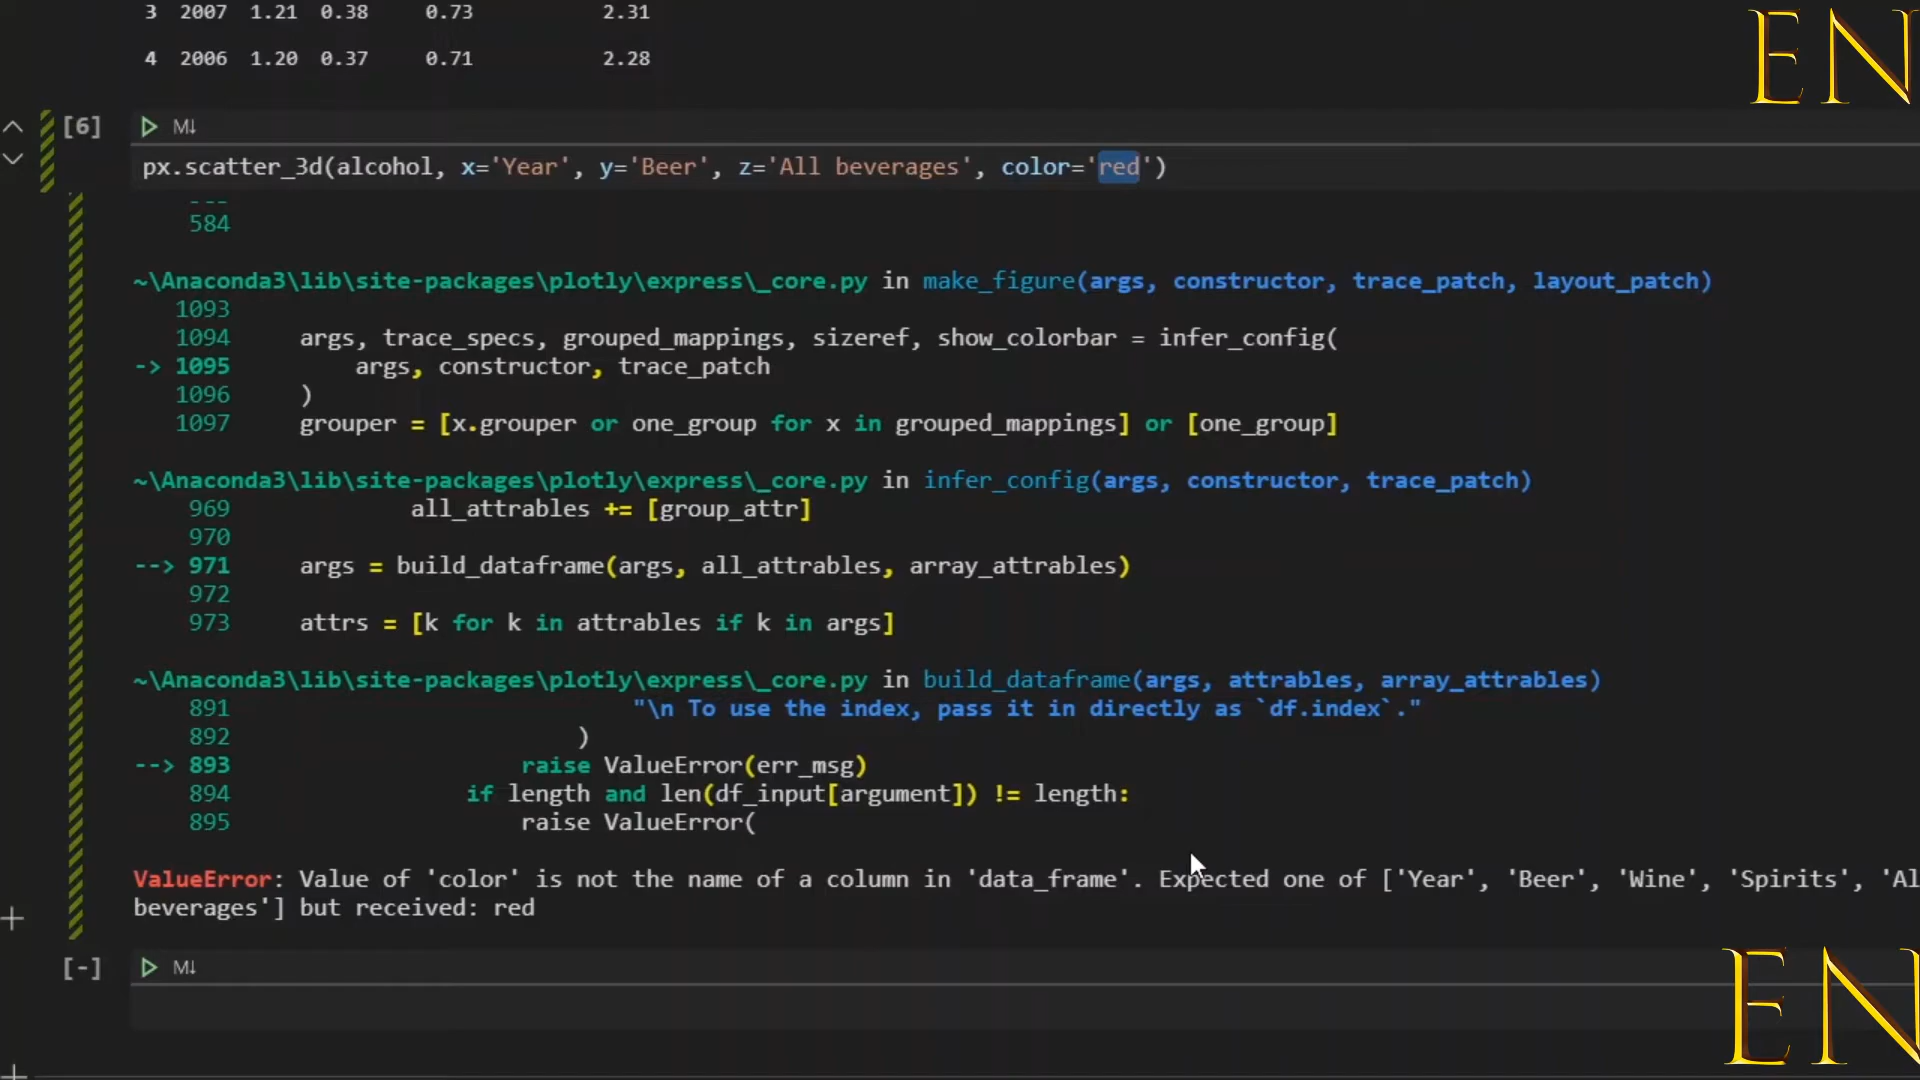 3 2007 1.21 0.38 0.73 2.31
EN
4 2006 1.20 0.37 0.71 2.28
[6] M↓
px.scatter_3d(alcohol, x='Year', y='Beer', z='All beverages', color='red')
584
~\Anaconda3\lib\site-packages\plotly\express\_core.py in make_figure(args, constructor, trace_patch, layout_patch)
1093
1094 args, trace_specs, grouped_mappings, sizeref, show_colorbar = infer_config(
-> 1095 args, constructor, trace_patch
1096 )
1097 grouper = [x.grouper or one_group for x in grouped_mappings] or [one_group]
~\Anaconda3\lib\site-packages\plotly\express\_core.py in infer_config(args, constructor, trace_patch)
969 all_attrables += [group_attr]
970
--> 971 args = build_dataframe(args, all_attrables, array_attrables)
972
973 attrs = [k for k in attrables if k in args]
~\Anaconda3\lib\site-packages\plotly\express\_core.py in build_dataframe(args, attrables, array_attrables)
891 "\n To use the index, pass it in directly as `df.index`."
892 )
--> 893 raise ValueError(err_msg)
894 if length and len(df_input[argument]) != length:
895 raise ValueError(
ValueError: Value of 'color' is not the name of a column in 'data_frame'. Expected one of ['Year', 'Beer', 'Wine', 'Spirits', 'Al
beverages'] but received: red
[-] M↓
EN